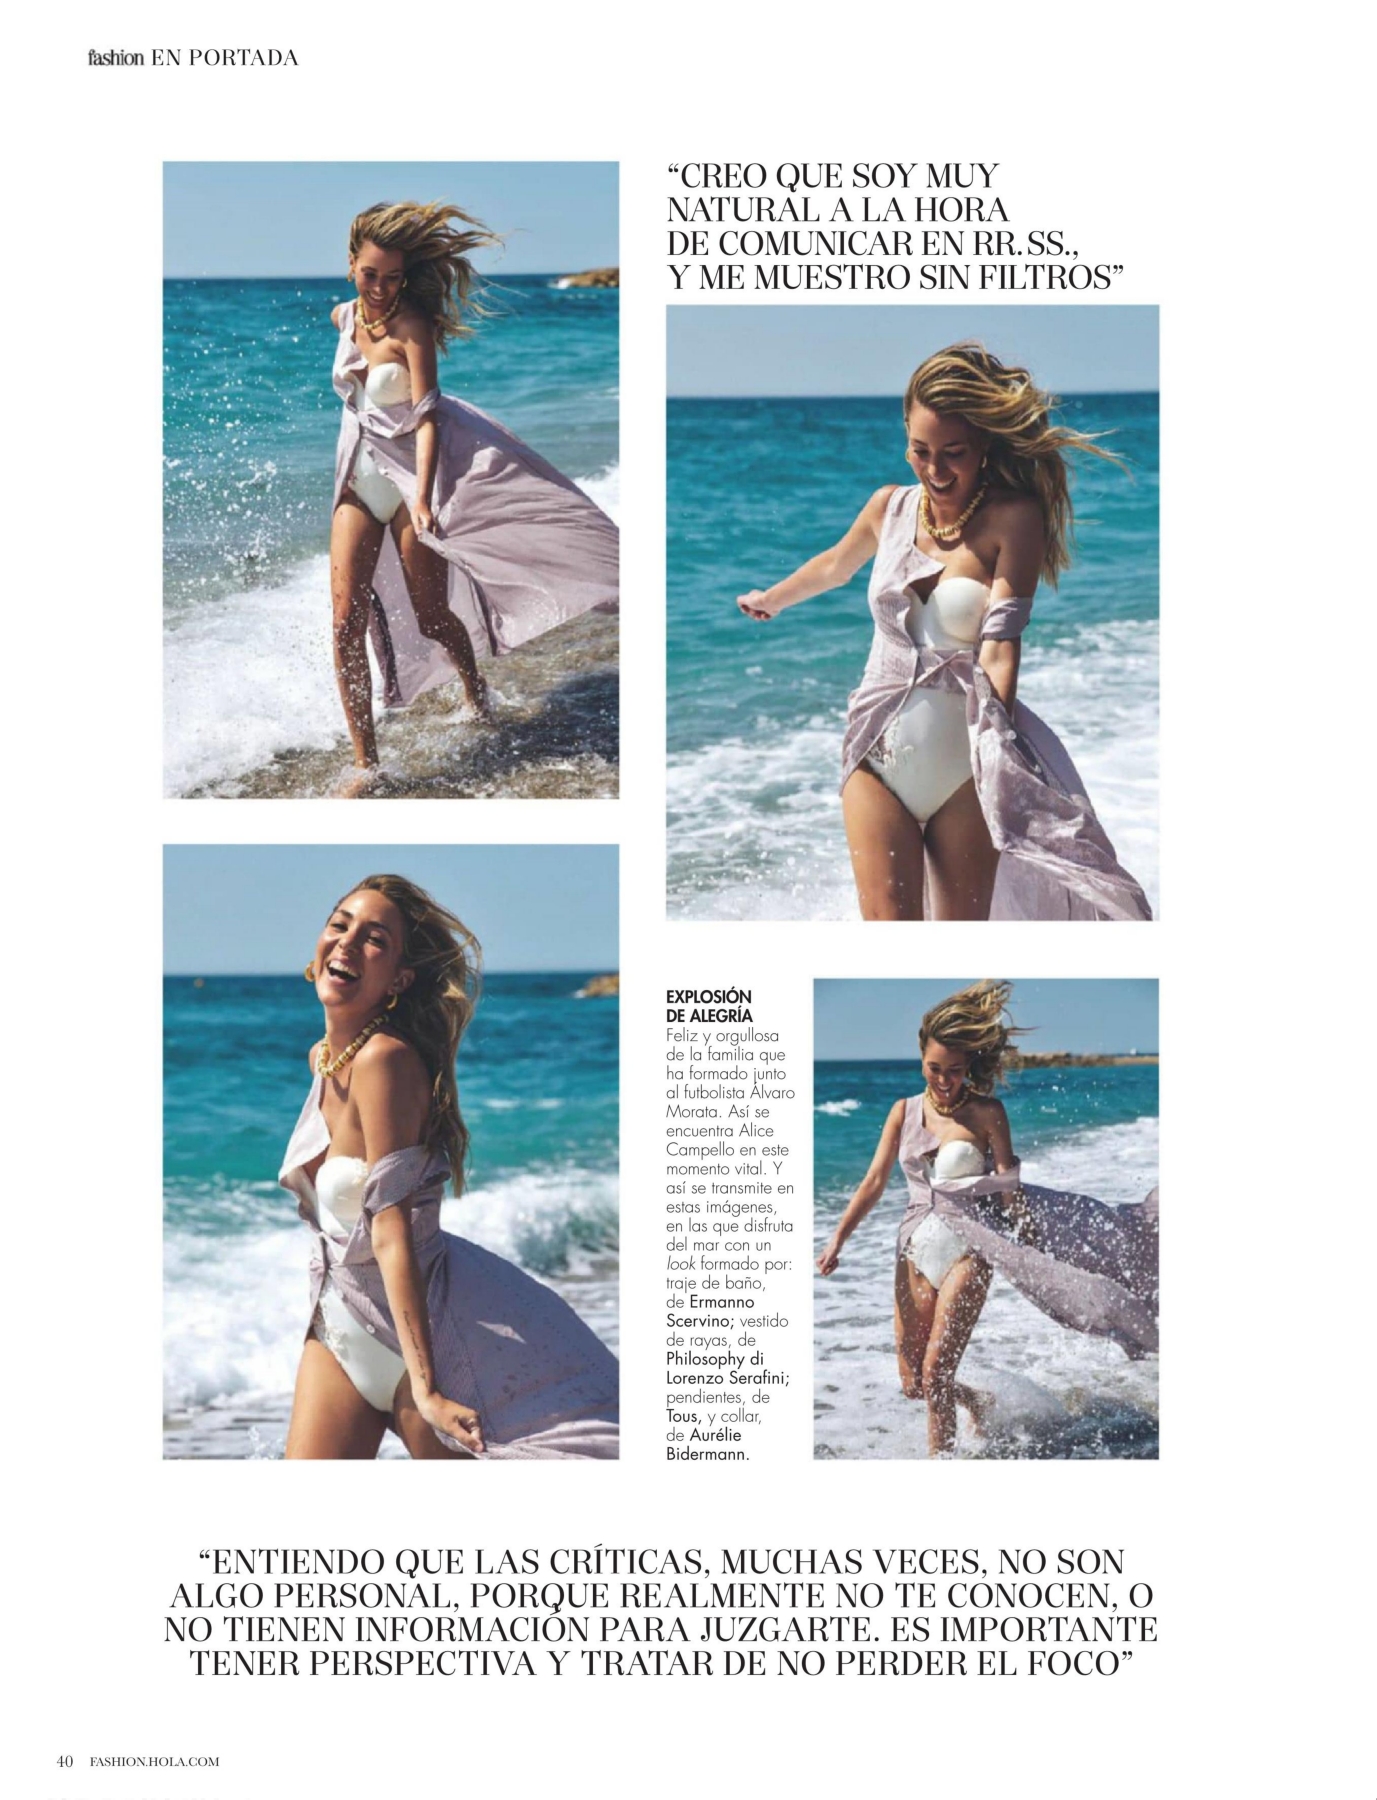 fashion EN PORTADA
“CREO QUE SOY MUY
NATURAL A LA HORA
DE COMUNICAR EN RR. SS.,
Y ME MUESTRO SIN FILTROS”
EXPLOSIÓN
DE ALEGRÍA
Feliz y orgullosa
de la familia que
ha formado junto
al futbolista Álvaro
Morata. Así se
encuentra Alice
Campello en este
momento vital. Y
así se transmite en
estas imágenes,
en las que disfruta
del mar con un
look formado por:
traje de baño,
de Ermanno
Scervino; vestido
de rayas, de
Philosophy di
Lorenzo Serafini;
pendientes, de
Tous, y collar,
de Aurélie
Bidermann.
“ENTIENDO QUE LAS CRÍTICAS, MUCHAS VECES, NO SON
ALGO PERSONAL, PORQUE REALMENTE NO TE CONOCEN, O
NO TIENEN INFORMACIÓN PARA JUZGARTE. ES IMPORTANTE
TENER PERSPECTIVA Y TRATAR DE NO PERDER EL FOCO”
40 FASHION.HOLA.COM